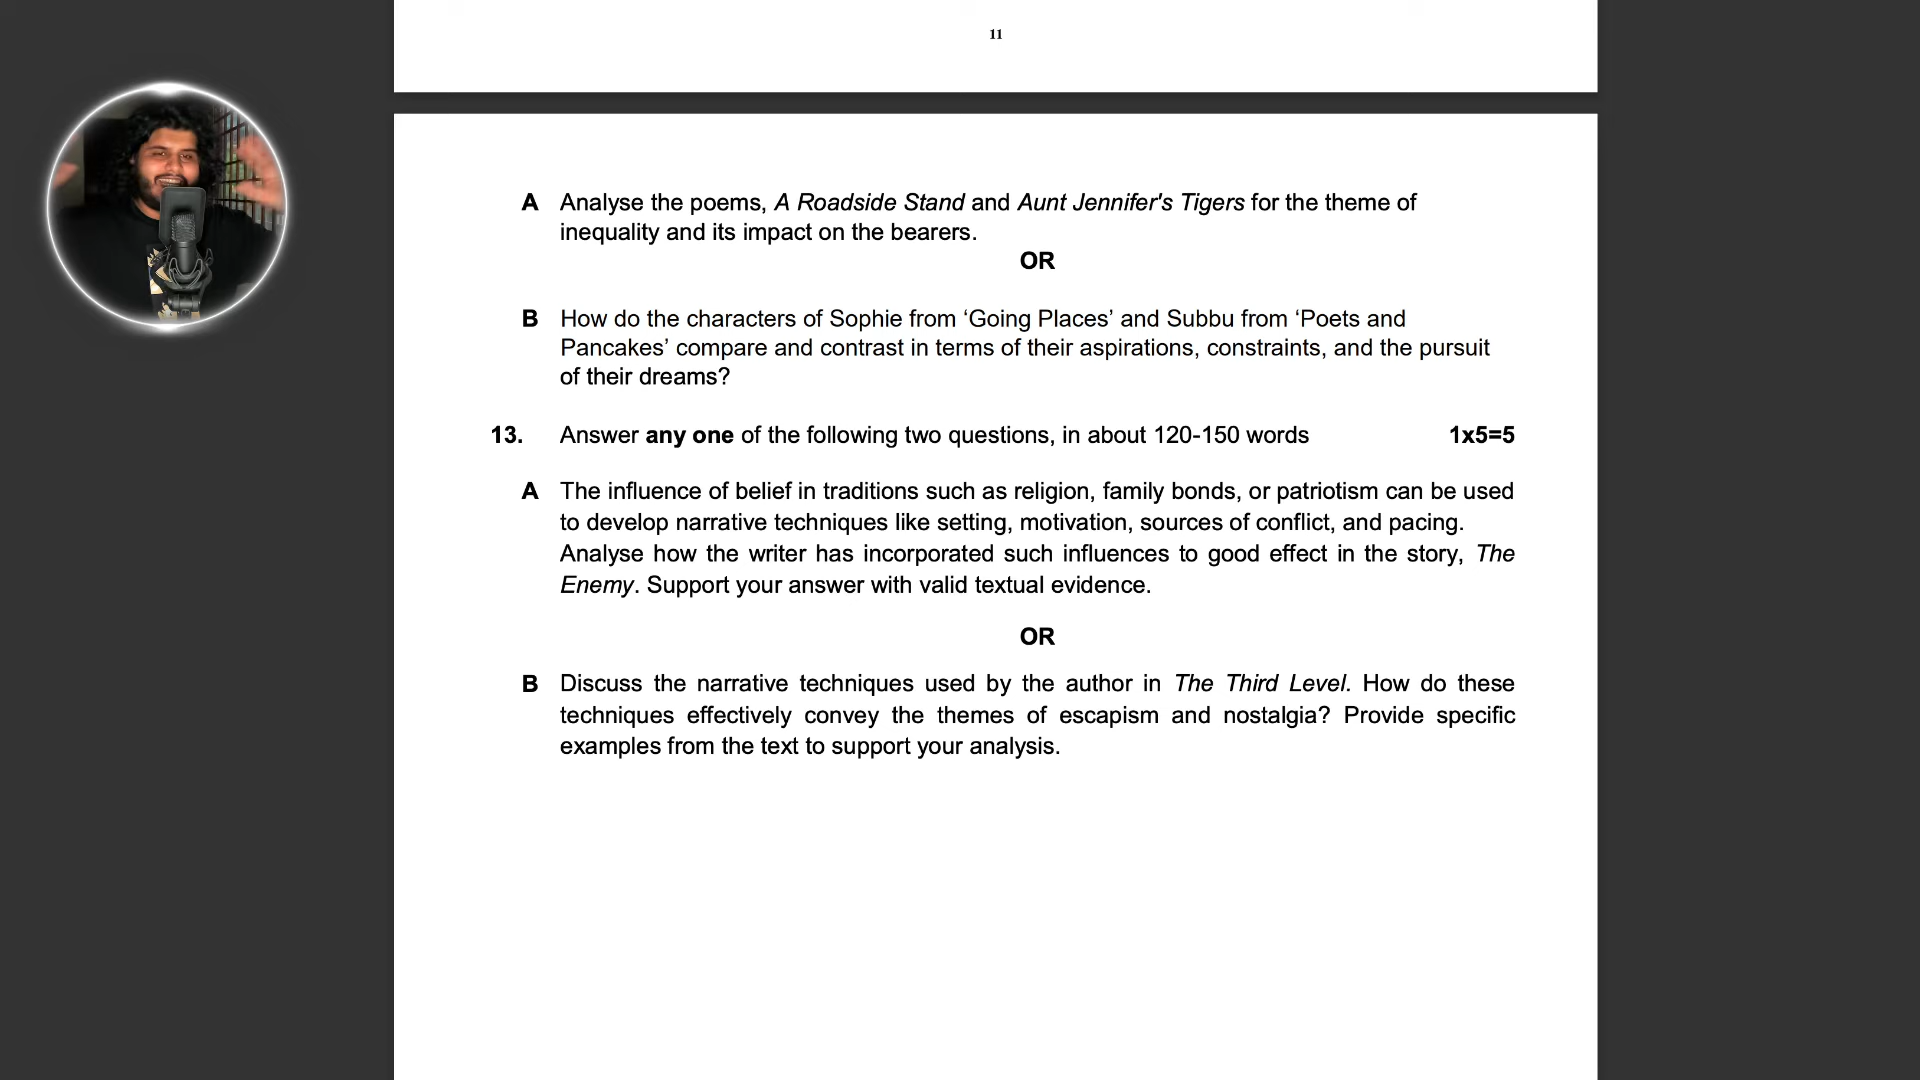 11
A Analyse the poems, A Roadside Stand and Aunt Jennifer's Tigers for the theme of
inequality and its impact on the bearers.
OR
B How do the characters of Sophie from ‘Going Places’ and Subbu from ‘Poets and
Pancakes’ compare and contrast in terms of their aspirations, constraints, and the pursuit
of their dreams?
13. Answer any one of the following two questions, in about 120-150 words 1x5=5
A The influence of belief in traditions such as religion, family bonds, or patriotism can be used
to develop narrative techniques like setting, motivation, sources of conflict, and pacing.
Analyse how the writer has incorporated such influences to good effect in the story, The
Enemy. Support your answer with valid textual evidence.
OR
B Discuss the narrative techniques used by the author in The Third Level. How do these
techniques effectively convey the themes of escapism and nostalgia? Provide specific
examples from the text to support your analysis.